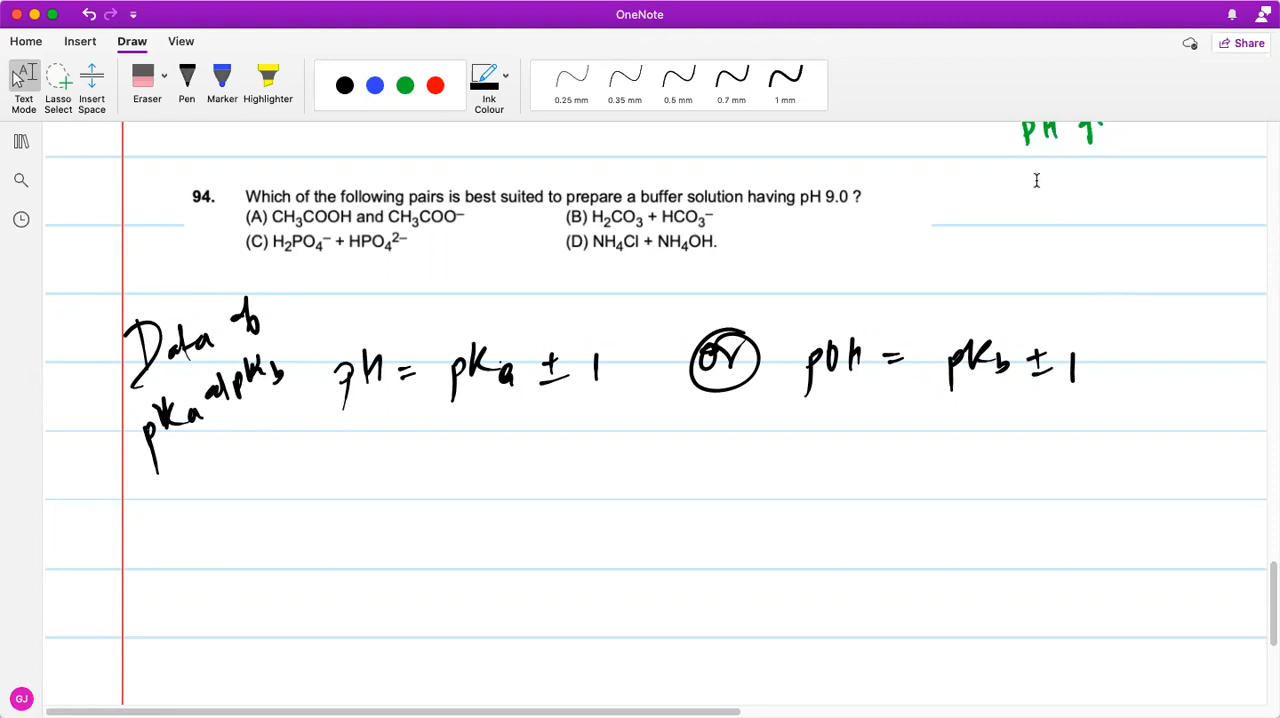 OneNote
Home Insert Draw View
Share
Text Mode
Lasso Select
Insert Space
Eraser
Pen
Marker
Highlighter
Ink Colour
0.25 mm
0.35 mm
0.5 mm
0.7 mm
1 mm
pH
94. Which of the following pairs is best suited to prepare a buffer solution having pH 9.0 ?
(A) CH₃COOH and CH₃COO⁻ (B) H₂CO₃ + HCO₃⁻
(C) H₂PO₄⁻ + HPO₄²⁻ (D) NH₄Cl + NH₄OH.
Data of
pKa pKb
pH = pKa ± 1 or pOH = pKb ± 1
GJ